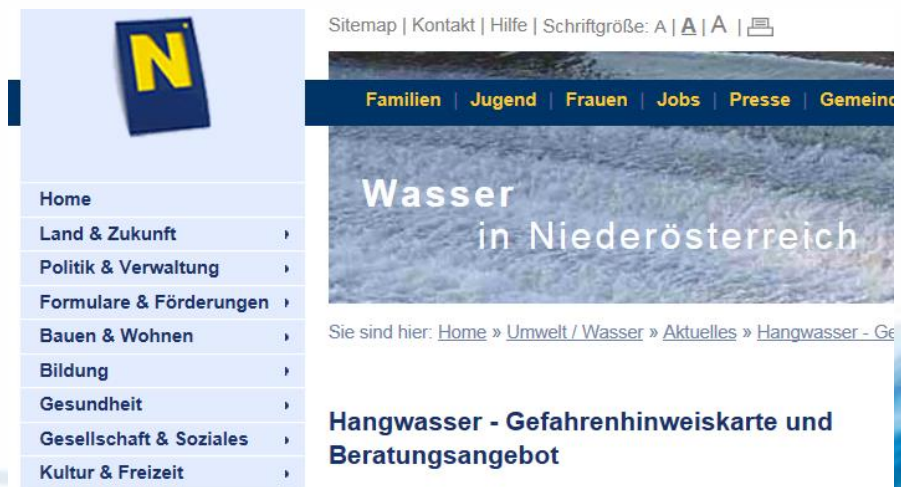 N
Sitemap | Kontakt | Hilfe | Schriftgröße: A | A | A |
Familien | Jugend | Frauen | Jobs | Presse |
Wasser
in Niederösterreich
Home
Land & Zukunft
Politik & Verwaltung
Formulare & Förderungen
Bauen & Wohnen
Bildung
Gesundheit
Gesellschaft & Soziales
Kultur & Freizeit
Sie sind hier: Home » Umwelt / Wasser » Aktuelles » Hangwasser -
Hangwasser - Gefahrenhinweiskarte und
Beratungsangebot